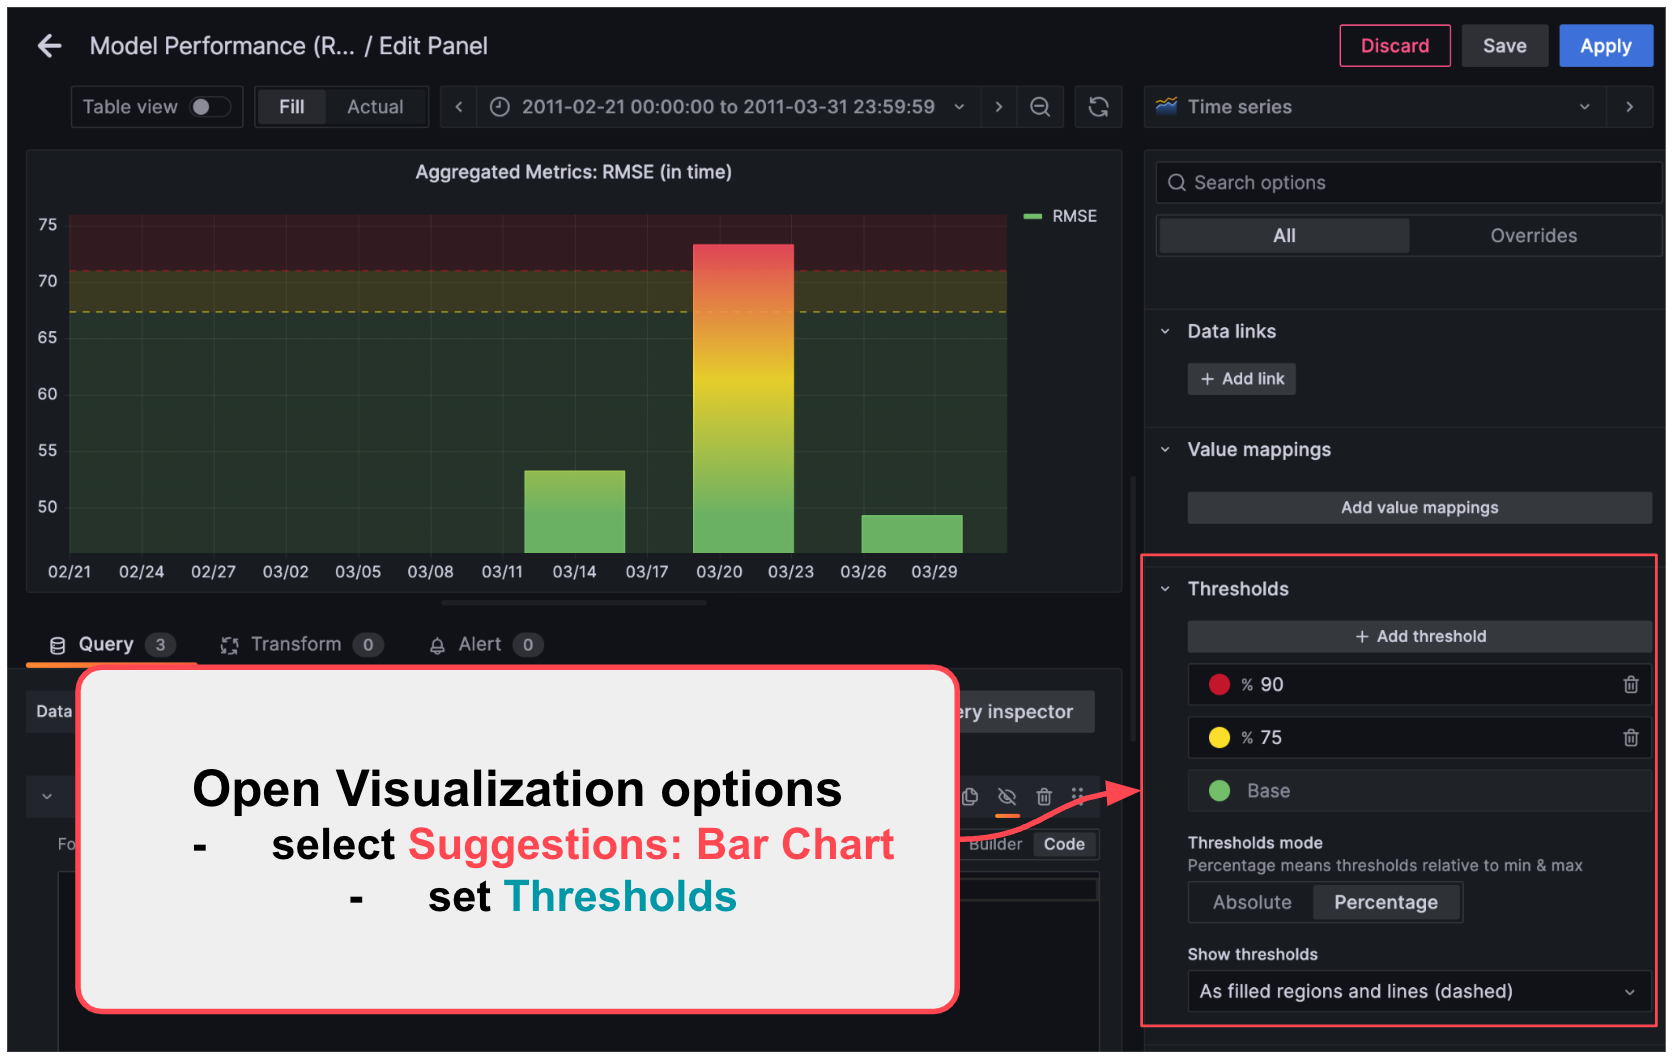 Model Performance (R... / Edit Panel
Discard
Save
Apply
Table view
Fill
Actual
2011-02-21 00:00:00 to 2011-03-31 23:59:59
Time series
Aggregated Metrics: RMSE (in time)
RMSE
75
70
65
60
55
50
02/21 02/24 02/27 03/02 03/05 03/08 03/11 03/14 03/17 03/20 03/23 03/26 03/29
Search options
All
Overrides
Data links
+ Add link
Value mappings
Add value mappings
Thresholds
+ Add threshold
% 90
% 75
Base
Thresholds mode
Percentage means thresholds relative to min & max
Absolute
Percentage
Show thresholds
As filled regions and lines (dashed)
Query 3
Transform 0
Alert 0
Data
ery inspector
Fo
Builder
Code
Open Visualization options
- select Suggestions: Bar Chart
- set Thresholds